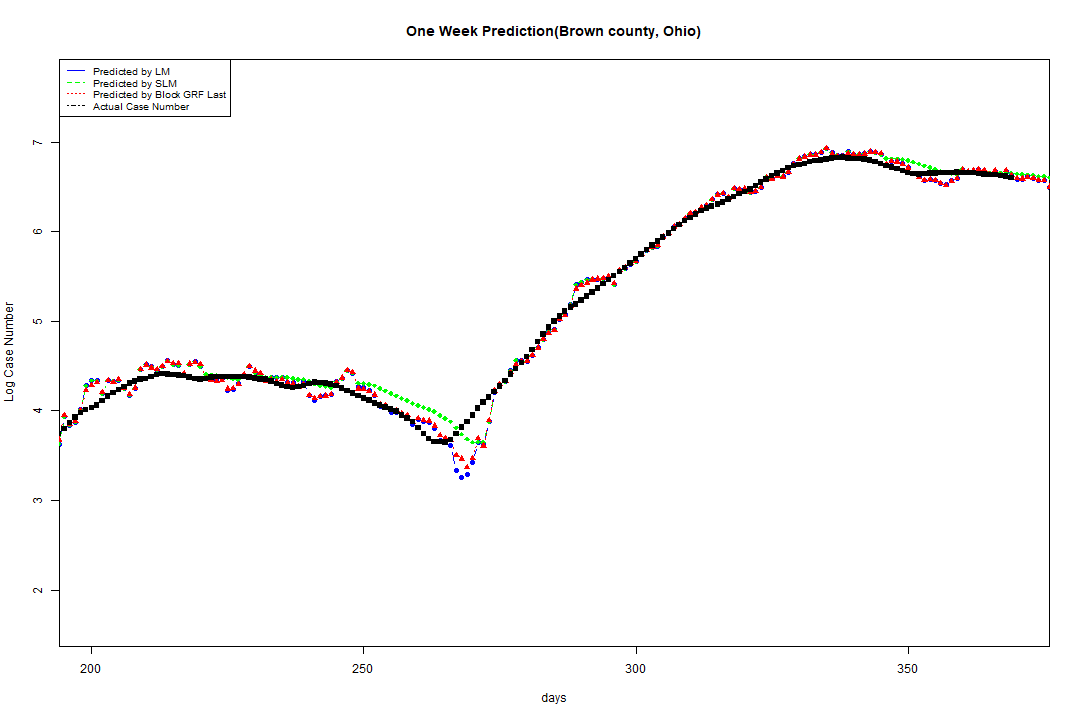 One Week Prediction(Brown county, Ohio)
Predicted by LM
Predicted by SLM
Predicted by Block GRF Last
Actual Case Number
Log Case Number
7
6
5
4
3
2
200
250
300
350
days